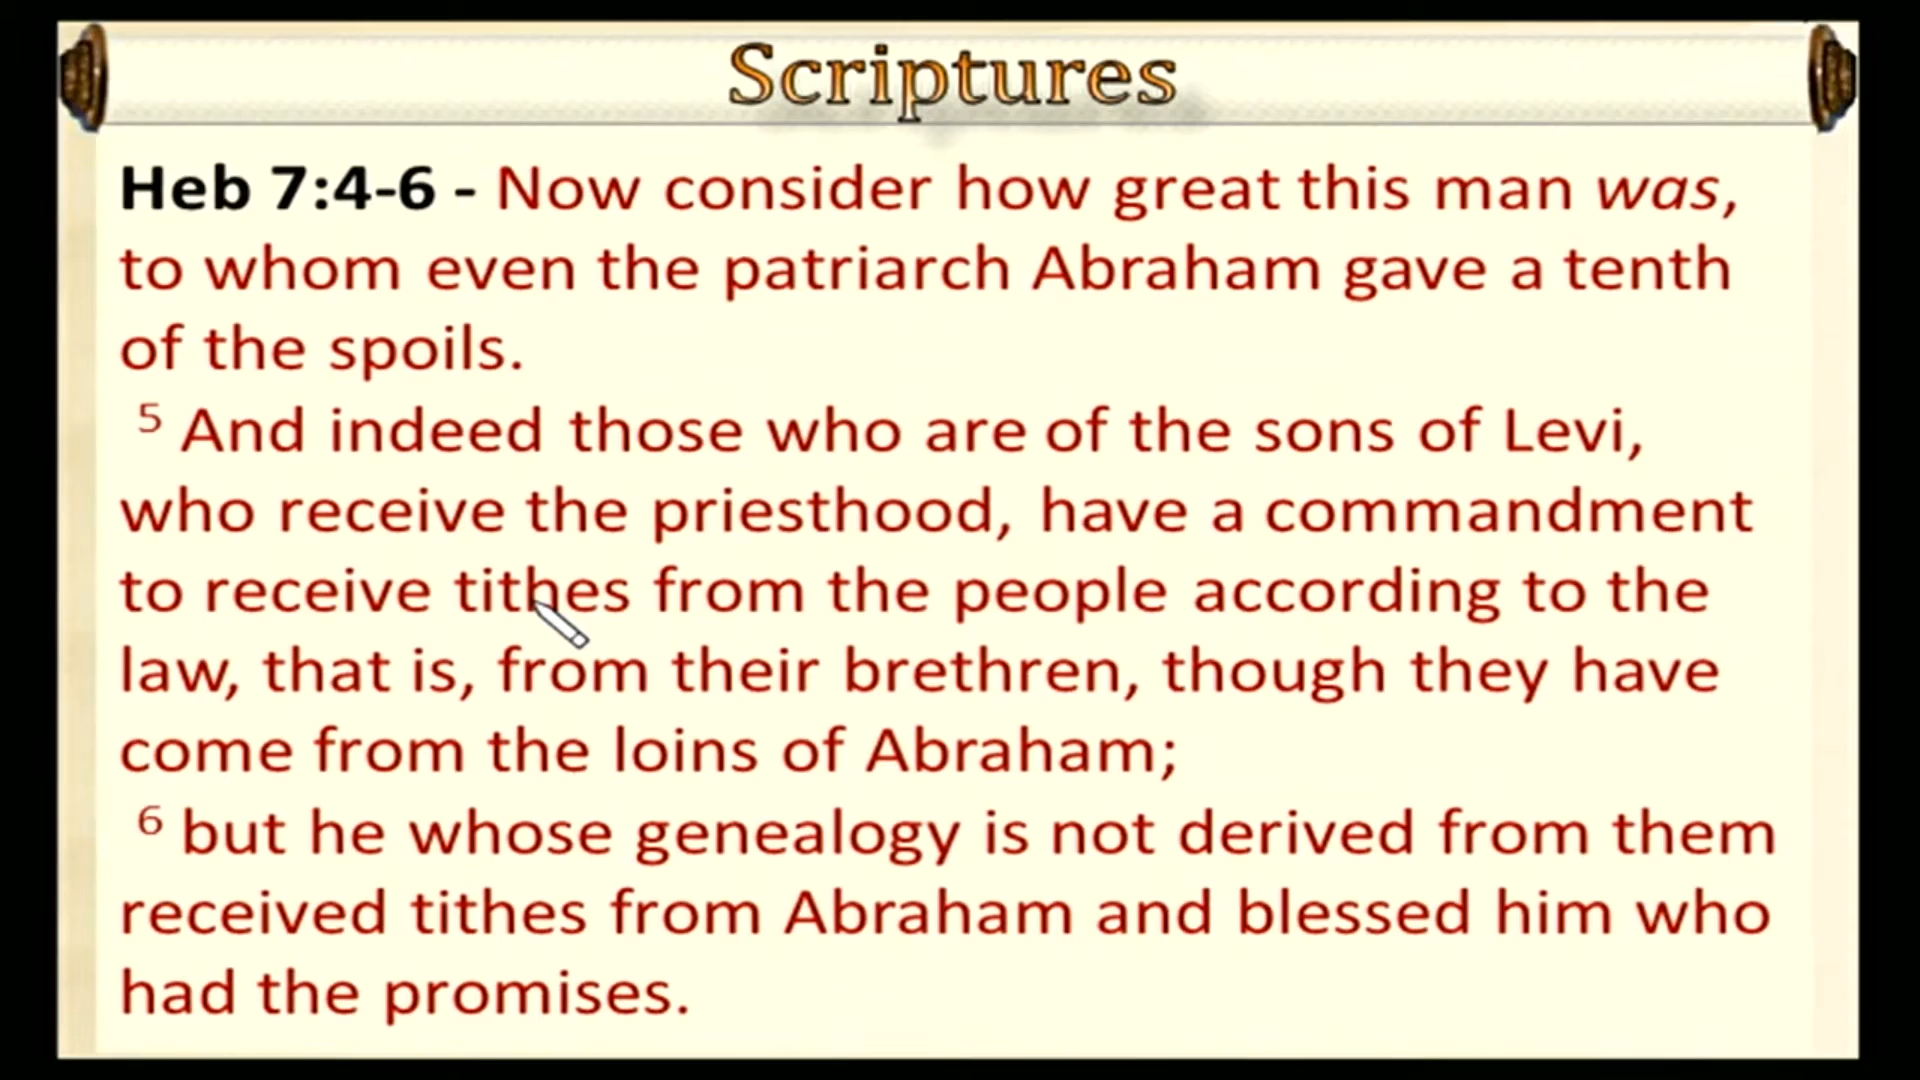 Scriptures
Heb 7:4-6 - Now consider how great this man was,
to whom even the patriarch Abraham gave a tenth
of the spoils.
5 And indeed those who are of the sons of Levi,
who receive the priesthood, have a commandment
to receive tithes from the people according to the
law, that is, from their brethren, though they have
come from the loins of Abraham;
6 but he whose genealogy is not derived from them
received tithes from Abraham and blessed him who
had the promises.